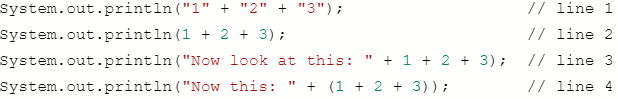 System.out.println("1" + "2" + "3"); // line 1
System.out.println(1 + 2 + 3); // line 2
System.out.println("Now look at this: " + 1 + 2 + 3); // line 3
System.out.println("Now this: " + (1 + 2 + 3)); // line 4